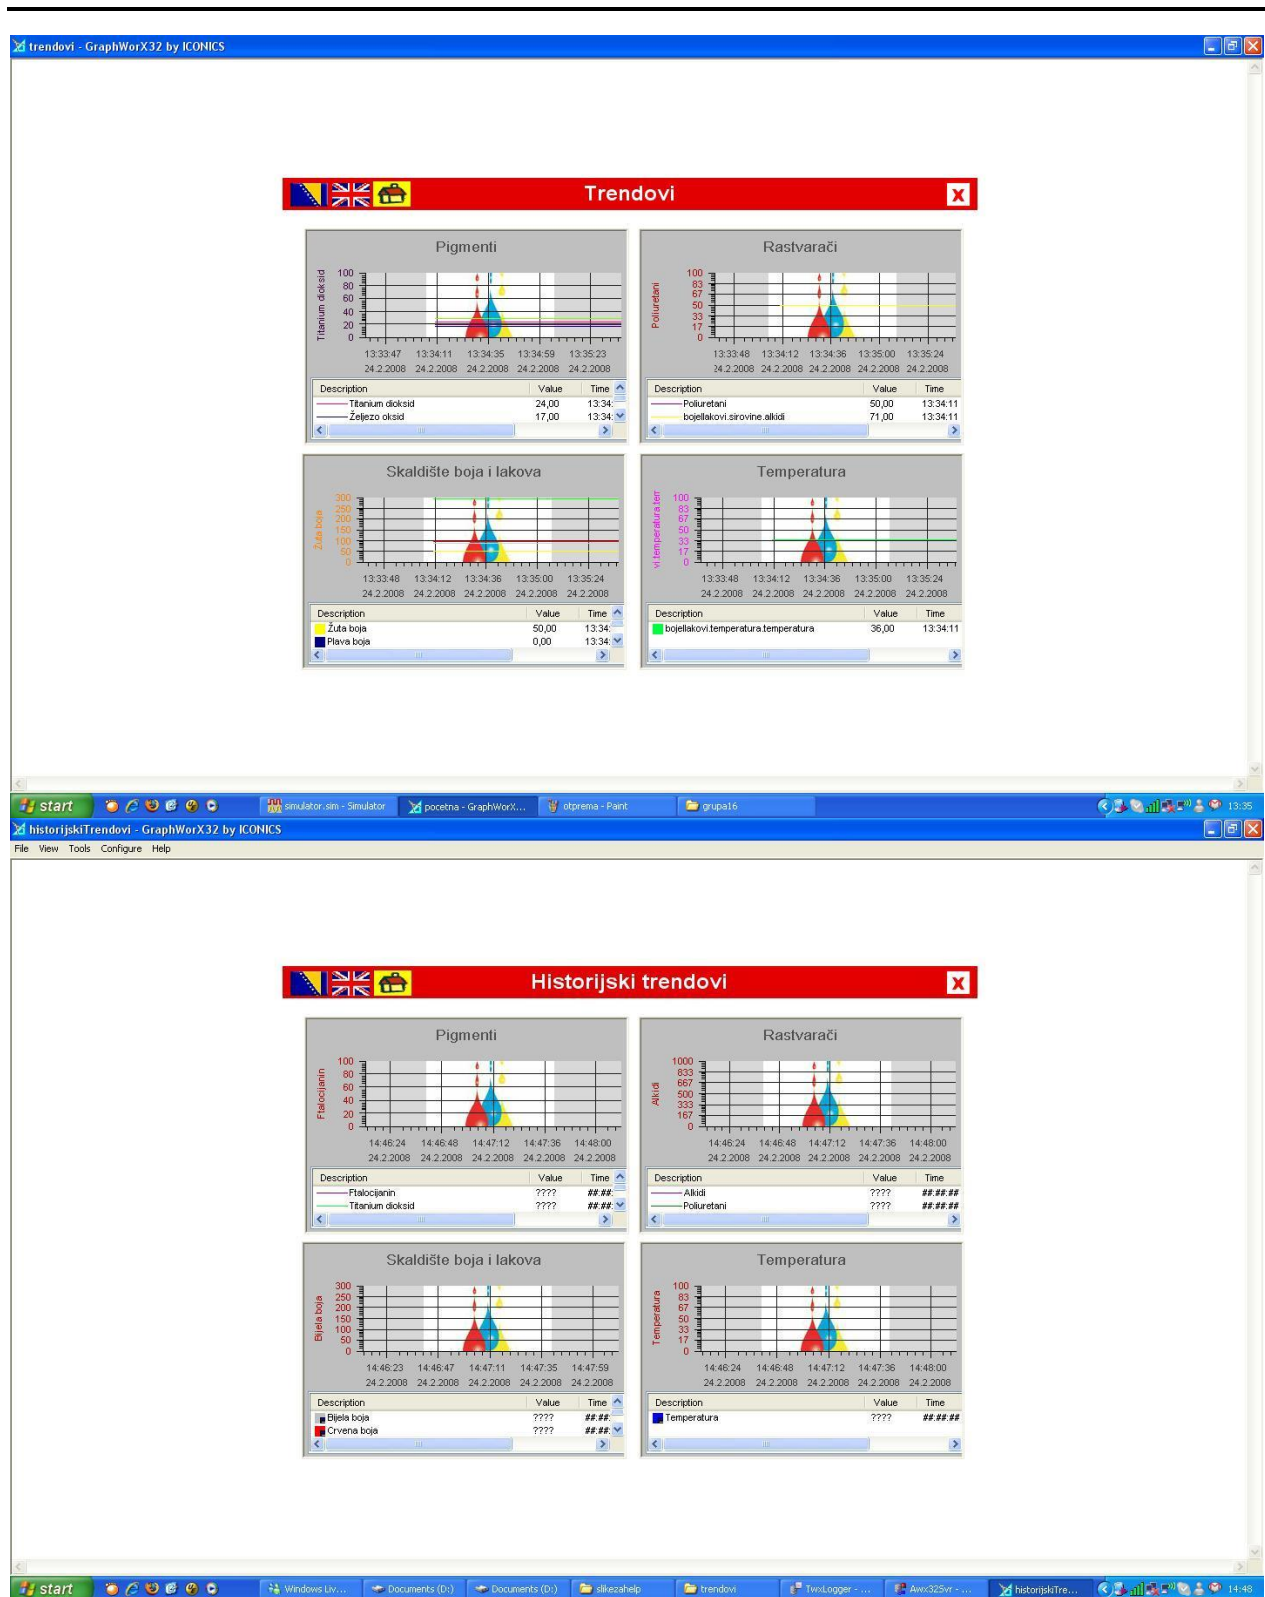 trendovi - GraphWorX32 by ICONICS
Trendovi
X
Pigmenti
Titanium dioksid
100
80
60
40
20
0
13:33:47 13:34:11 13:34:35 13:34:59 13:35:23
24.2.2008 24.2.2008 24.2.2008 24.2.2008 24.2.2008
Description Value Time
Titanium dioksid 24,00 13:34:
Željezo oksid 17,00 13:34:
Rastvarači
Poliuretani
100
83
67
50
33
17
0
13:33:48 13:34:12 13:34:36 13:35:00 13:35:24
24.2.2008 24.2.2008 24.2.2008 24.2.2008 24.2.2008
Description Value Time
Poliuretani 50,00 13:34:11
bojellakovi.sirovine.alkidi 71,00 13:34:11
Skaldište boja i lakova
Žuta boja
300
250
200
150
100
50
0
13:33:48 13:34:12 13:34:36 13:35:00 13:35:24
24.2.2008 24.2.2008 24.2.2008 24.2.2008 24.2.2008
Description Value Time
Žuta boja 50,00 13:34:
Plava boja 0,00 13:34:
Temperatura
vi.temperatura.terr
100
83
67
50
33
17
0
13:33:48 13:34:12 13:34:36 13:35:00 13:35:24
24.2.2008 24.2.2008 24.2.2008 24.2.2008 24.2.2008
Description Value Time
bojellakovi.temperatura.temperatura 36,00 13:34:11
start simulator.sim - Simulator pocetna - GraphWorX... otprema - Paint grupa16 13:35
historijskiTrendovi - GraphWorX32 by ICONICS
File View Tools Configure Help
Historijski trendovi
X
Pigmenti
Ftalocijanin
100
80
60
40
20
0
14:46:24 14:46:48 14:47:12 14:47:36 14:48:00
24.2.2008 24.2.2008 24.2.2008 24.2.2008 24.2.2008
Description Value Time
Ftalocijanin ???? ##:##:
Titanium dioksid ???? ##:##:
Rastvarači
Alkidi
1000
833
667
500
333
167
0
14:46:24 14:46:48 14:47:12 14:47:36 14:48:00
24.2.2008 24.2.2008 24.2.2008 24.2.2008 24.2.2008
Description Value Time
Alkidi ???? ##:##:##
Poliuretani ???? ##:##:##
Skaldište boja i lakova
Bijela boja
300
250
200
150
100
50
0
14:46:23 14:46:47 14:47:11 14:47:35 14:47:59
24.2.2008 24.2.2008 24.2.2008 24.2.2008 24.2.2008
Description Value Time
Bijela boja ???? ##:##:
Crvena boja ???? ##:##:
Temperatura
Temperatura
100
83
67
50
33
17
0
14:46:24 14:46:48 14:47:12 14:47:36 14:48:00
24.2.2008 24.2.2008 24.2.2008 24.2.2008 24.2.2008
Description Value Time
Temperatura ???? ##:##:##
start Windows Liv... Documents (D:) Documents (D:) slikezahelp trendovi TwxLogger - ... Awx32Svr - ... historijskiTre... 14:48